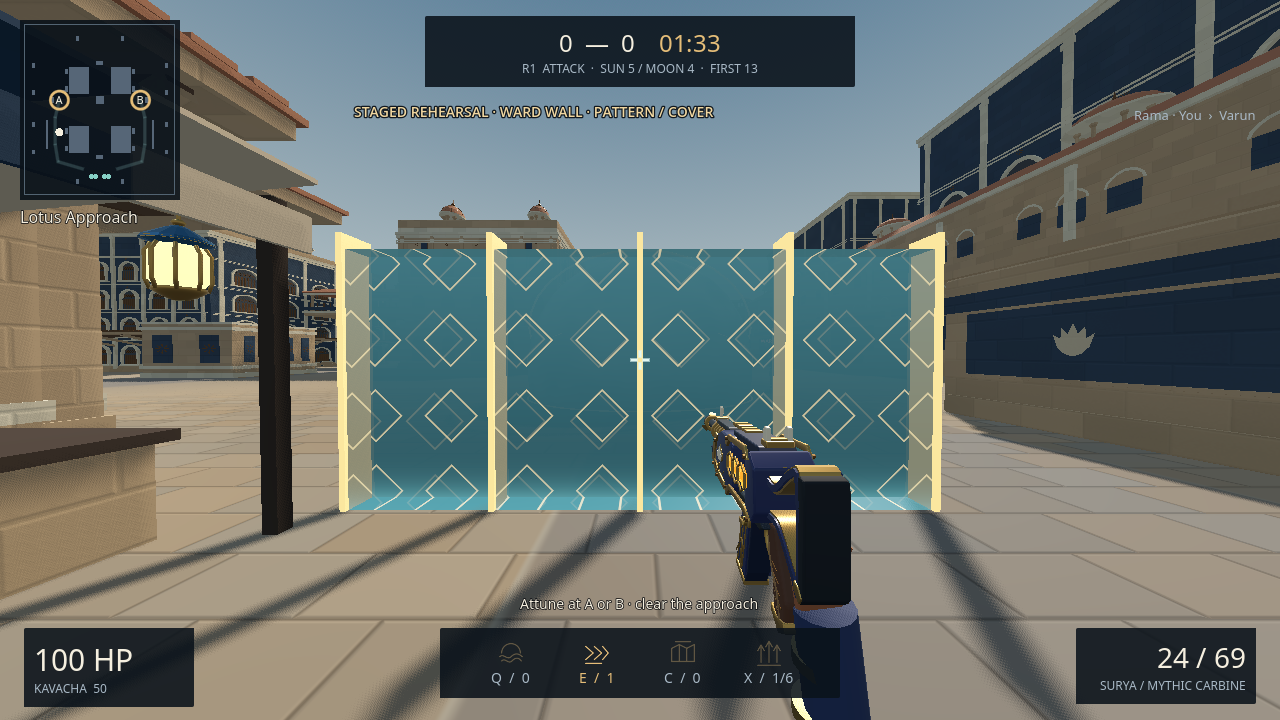 0 — 0 01:33
R1 ATTACK · SUN 5 / MOON 4 · FIRST 13
STAGED REHEARSAL · WARD WALL · PATTERN / COVER
Rama · You › Varun
A
B
Lotus Approach
Attune at A or B · clear the approach
100 HP
KAVACHA 50
Q / 0
E / 1
C / 0
X / 1/6
24 / 69
SURYA / MYTHIC CARBINE